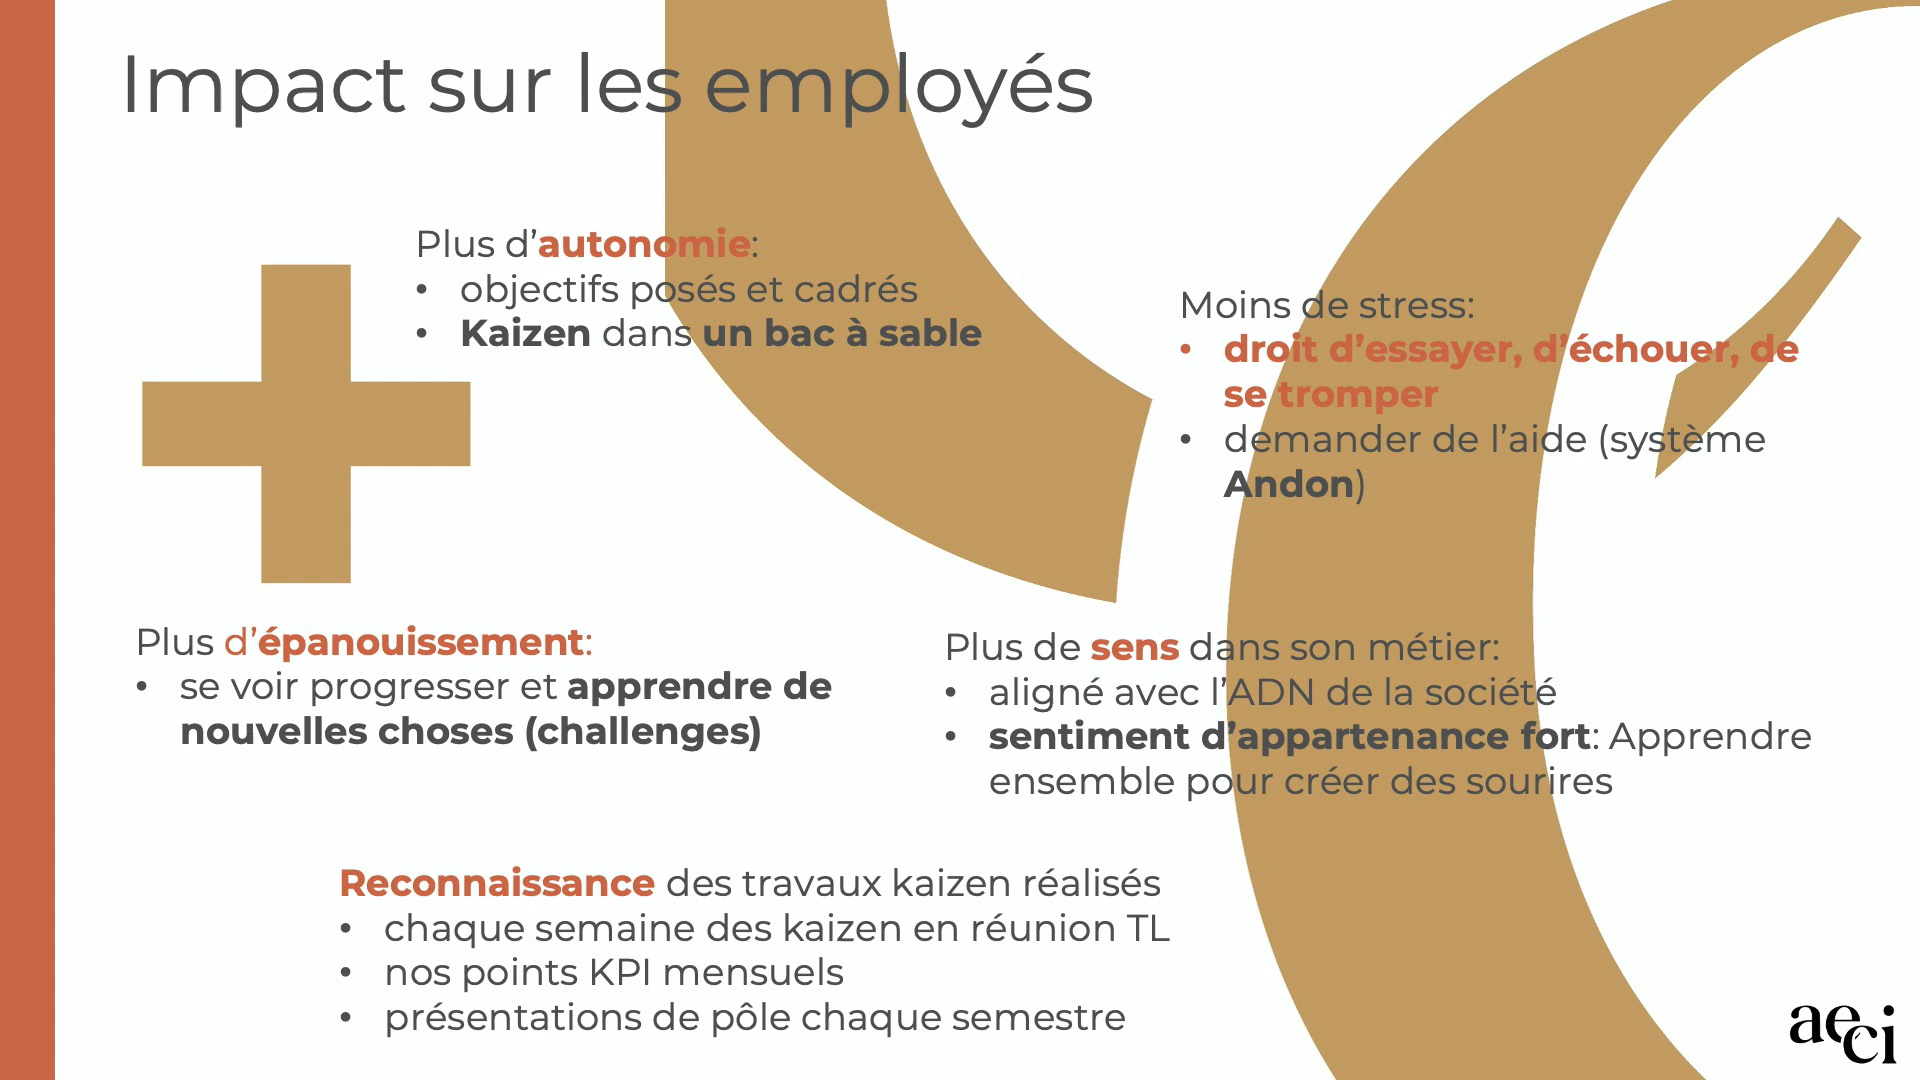 Impact sur les employés
Plus d’autonomie:
• objectifs posés et cadrés
• Kaizen dans un bac à sable
Moins de stress:
• droit d’essayer, d’échouer, de
se tromper
• demander de l’aide (système
Andon)
Plus d’épanouissement:
• se voir progresser et apprendre de
nouvelles choses (challenges)
Plus de sens dans son métier:
• aligné avec l’ADN de la société
• sentiment d’appartenance fort: Apprendre
ensemble pour créer des sourires
Reconnaissance des travaux kaizen réalisés
• chaque semaine des kaizen en réunion TL
• nos points KPI mensuels
• présentations de pôle chaque semestre
aeci